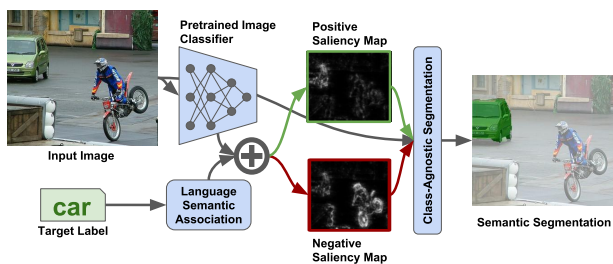 Pretrained Image
Classifier
Positive
Saliency Map
Input Image
car
Target Label
Language
Semantic
Association
Negative
Saliency Map
Class-Agnostic Segmentation
Semantic Segmentation